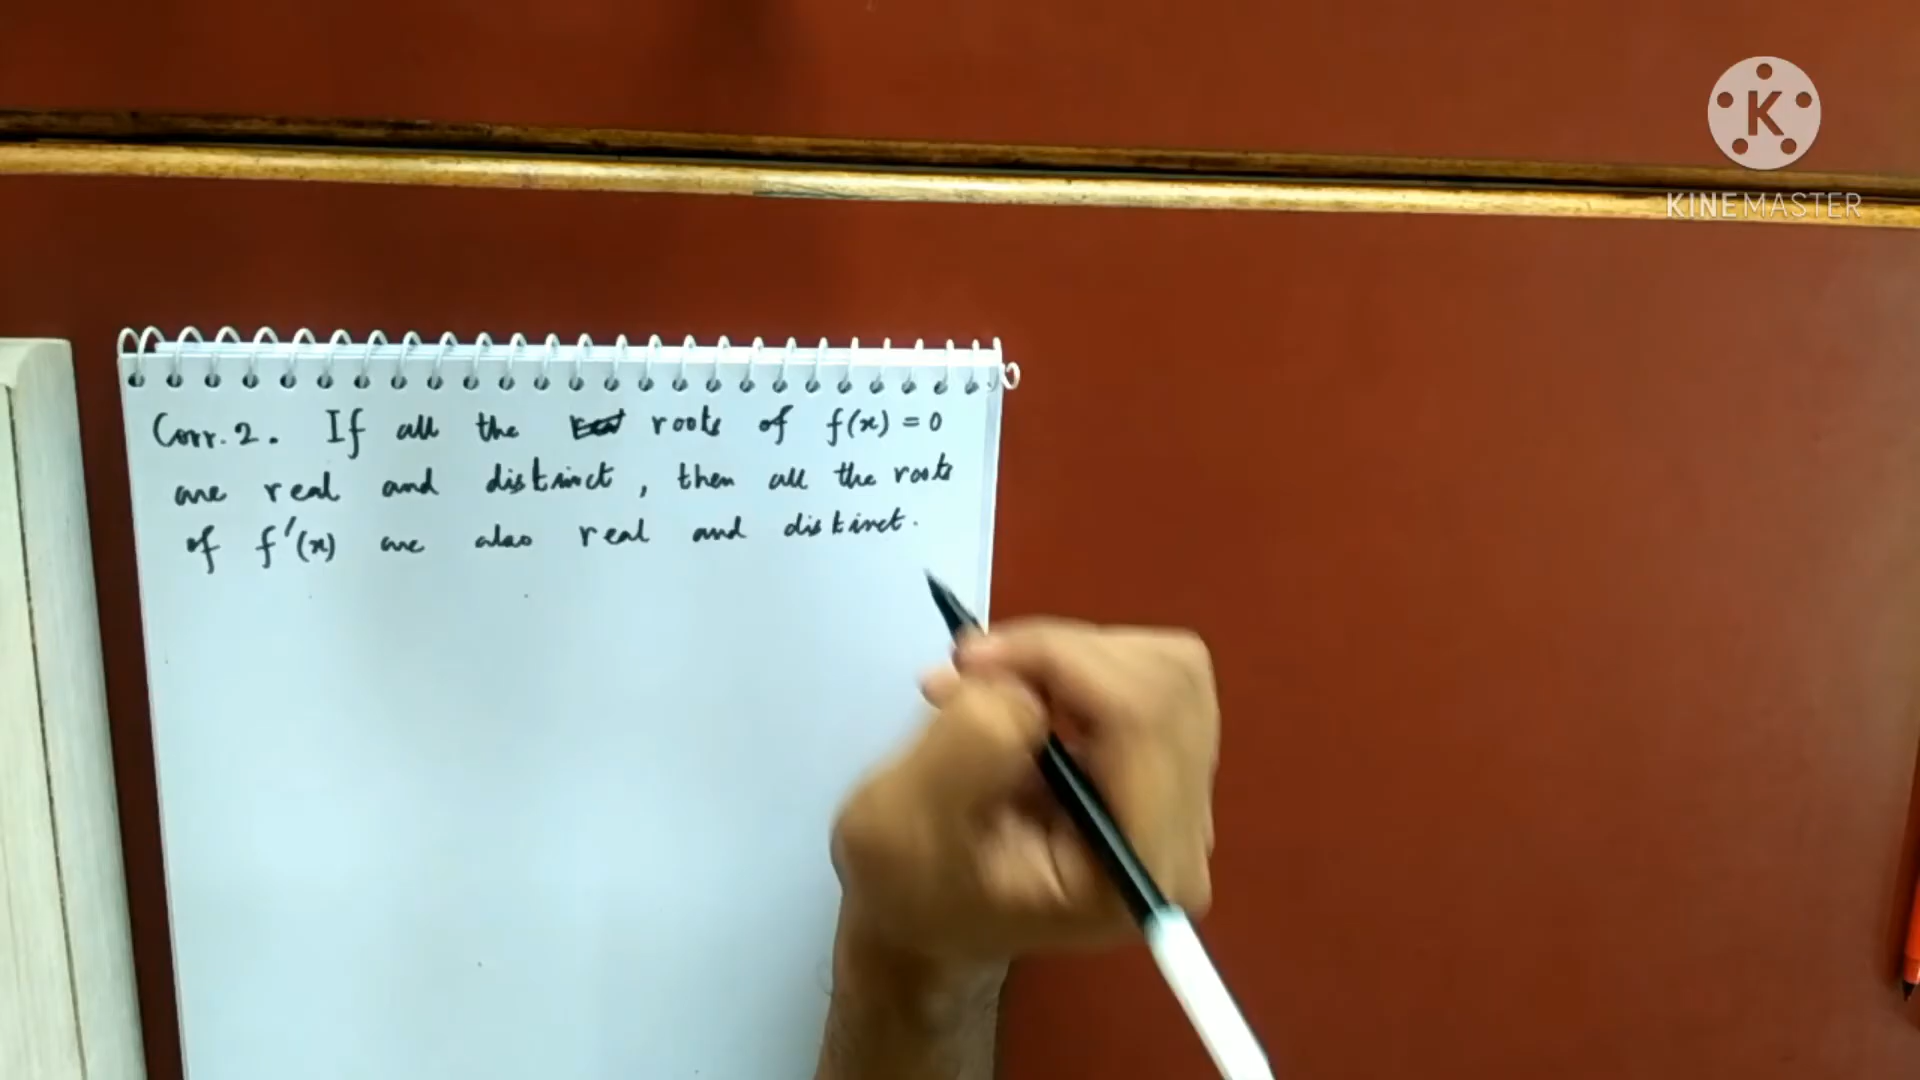 K
KINEMASTER
Corr. 2. If all the roots of f(x) = 0
are real and distinct, then all the roots
of f'(x) are also real and distinct.